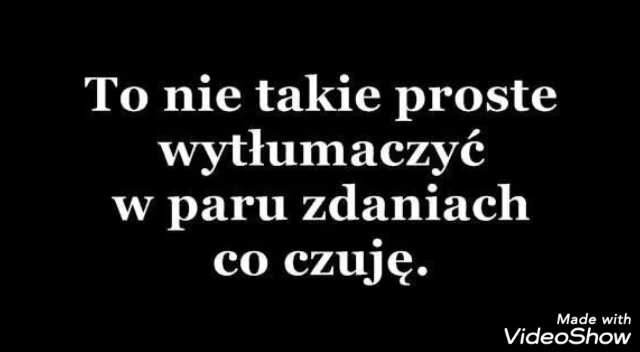 To nie takie proste
wytłumaczyć
w paru zdaniach
co czuję.
Made with
VideoShow